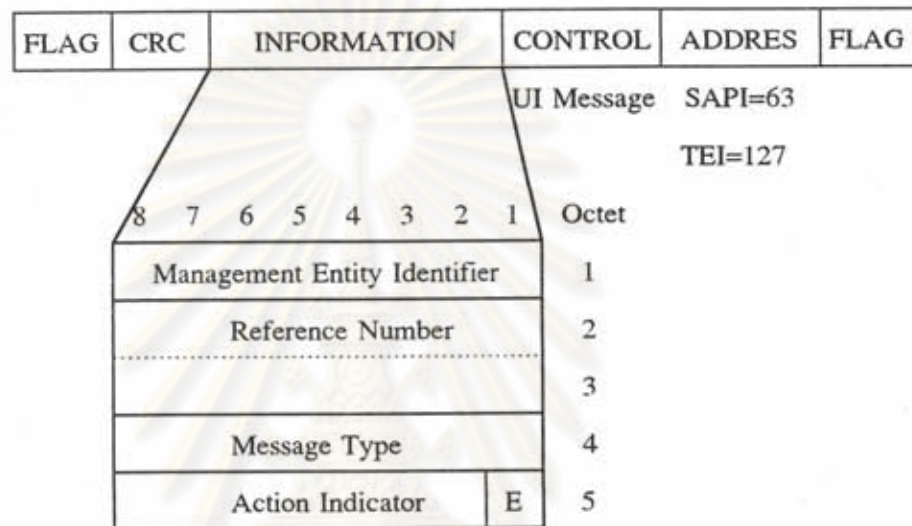 FLAG CRC INFORMATION CONTROL ADDRES FLAG
UI Message SAPI=63
TEI=127
8 7 6 5 4 3 2 1 Octet
Management Entity Identifier 1
Reference Number 2
3
Message Type 4
Action Indicator E 5